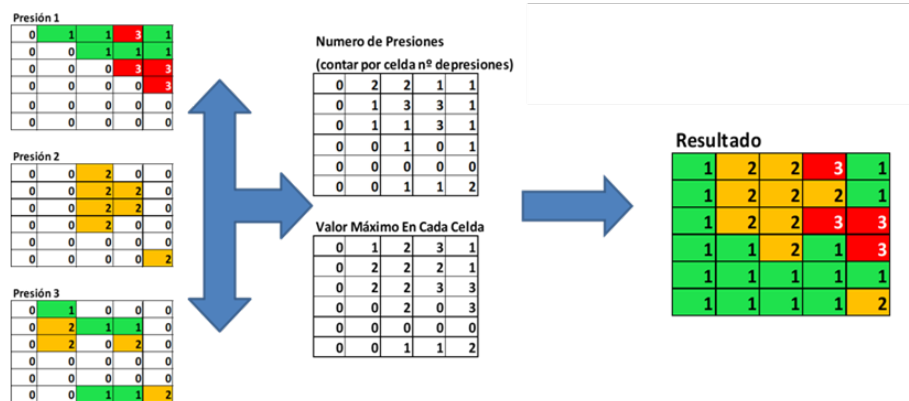 Presión 1
0 1 1 3 1
0 0 1 1 1
0 0 0 3 3
0 0 0 0 3
0 0 0 0 0
0 0 0 0 0
Presión 2
0 0 2 0 0
0 0 2 2 0
0 0 2 2 0
0 0 2 0 0
0 0 0 0 0
0 0 0 0 2
Presión 3
0 1 0 0 0
0 2 1 1 0
0 2 0 2 0
0 0 0 0 0
0 0 0 0 0
0 0 1 1 2
Numero de Presiones
(contar por celda nº depresiones)
0 2 2 1 1
0 1 3 3 1
0 1 1 3 1
0 0 1 0 1
0 0 0 0 0
0 0 1 1 2
Valor Máximo En Cada Celda
0 1 2 3 1
0 2 2 2 1
0 2 2 3 3
0 0 2 0 3
0 0 0 0 0
0 0 1 1 2
Resultado
1 2 2 3 1
1 2 2 2 1
1 2 2 3 3
1 1 2 1 3
1 1 1 1 1
1 1 1 1 2